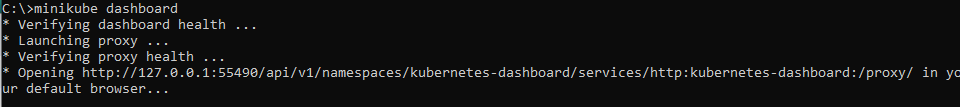 C:\>minikube dashboard
* Verifying dashboard health ...
* Launching proxy ...
* Verifying proxy health ...
* Opening http://127.0.0.1:55490/api/v1/namespaces/kubernetes-dashboard/services/http:kubernetes-dashboard:/proxy/ in yo
ur default browser...